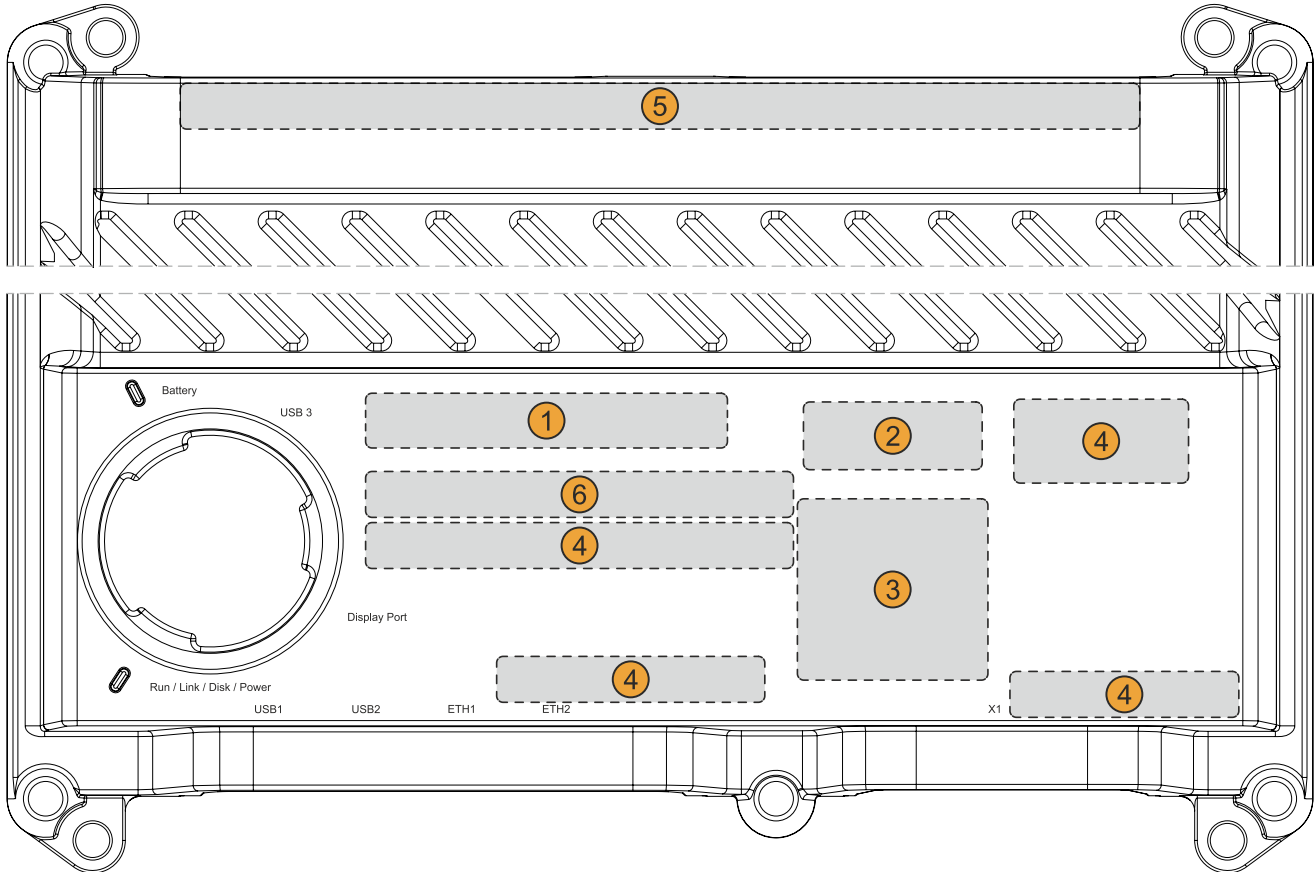 5
Battery
USB 3
1
2
4
6
4
3
Display Port
4
Run / Link / Disk / Power
4
USB1
USB2
ETH1
ETH2
X1